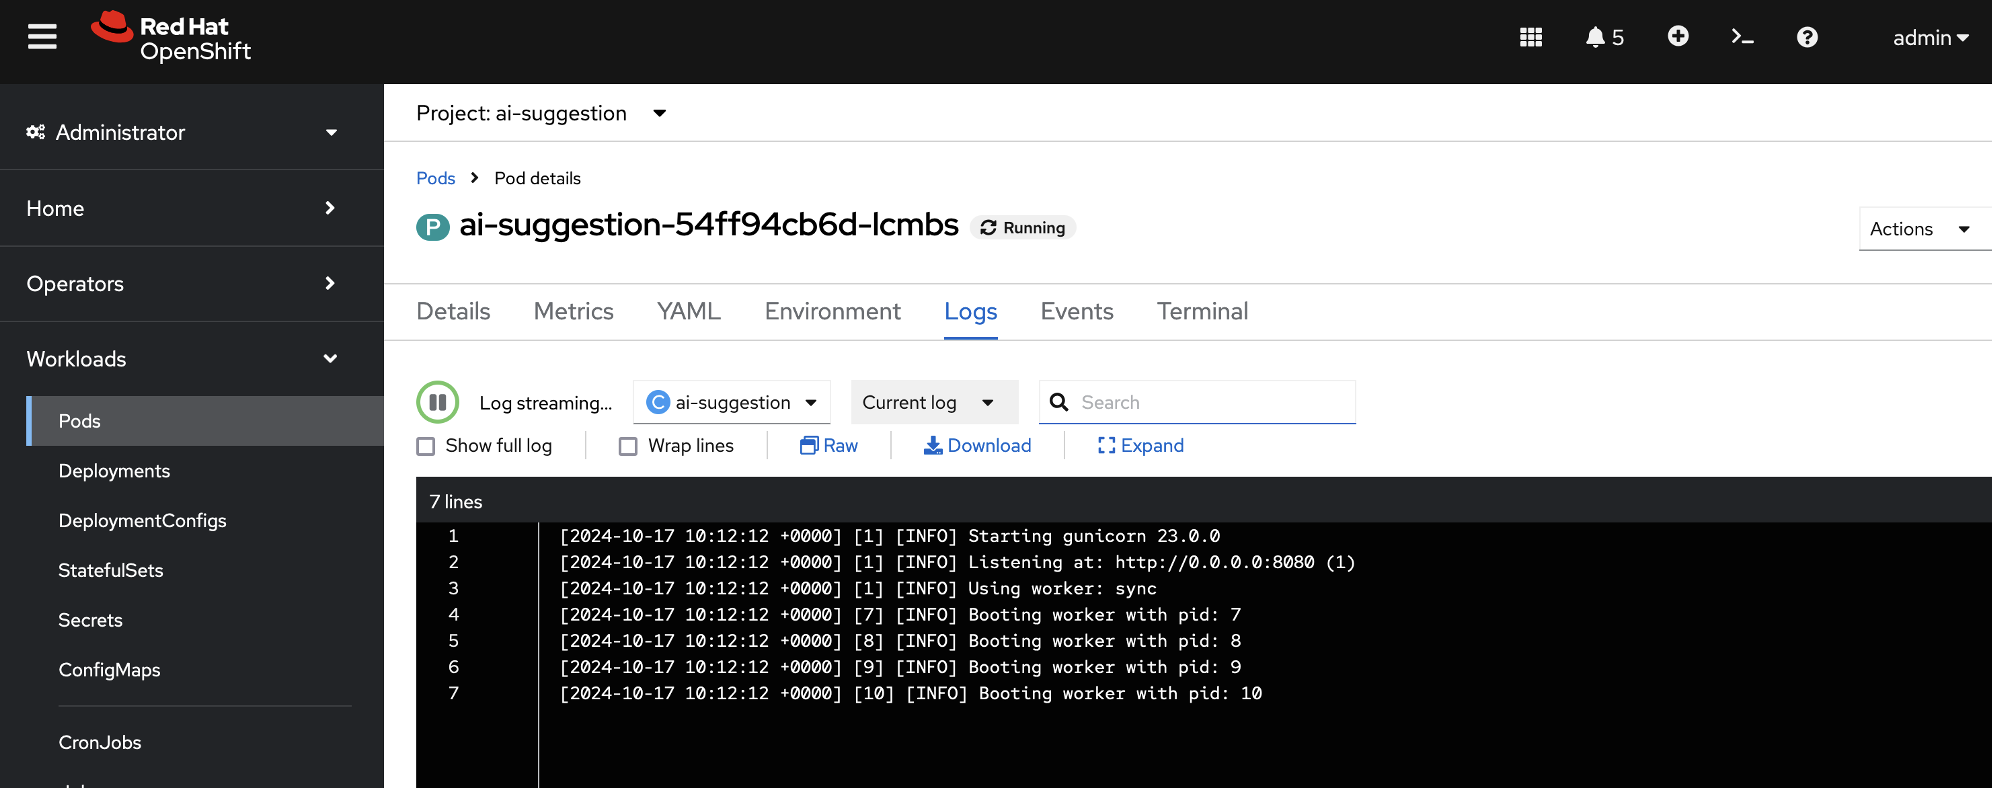 Red Hat
OpenShift
5
admin
Administrator
Home
Operators
Workloads
Pods
Deployments
DeploymentConfigs
StatefulSets
Secrets
ConfigMaps
CronJobs
Project: ai-suggestion
Pods Pod details
P ai-suggestion-54ff94cb6d-lcmbs Running
Actions
Details Metrics YAML Environment Logs Events Terminal
Log streaming... C ai-suggestion Current log Search
Show full log Wrap lines Raw Download Expand
7 lines
1 [2024-10-17 10:12:12 +0000] [1] [INFO] Starting gunicorn 23.0.0
2 [2024-10-17 10:12:12 +0000] [1] [INFO] Listening at: http://0.0.0.0:8080 (1)
3 [2024-10-17 10:12:12 +0000] [1] [INFO] Using worker: sync
4 [2024-10-17 10:12:12 +0000] [7] [INFO] Booting worker with pid: 7
5 [2024-10-17 10:12:12 +0000] [8] [INFO] Booting worker with pid: 8
6 [2024-10-17 10:12:12 +0000] [9] [INFO] Booting worker with pid: 9
7 [2024-10-17 10:12:12 +0000] [10] [INFO] Booting worker with pid: 10